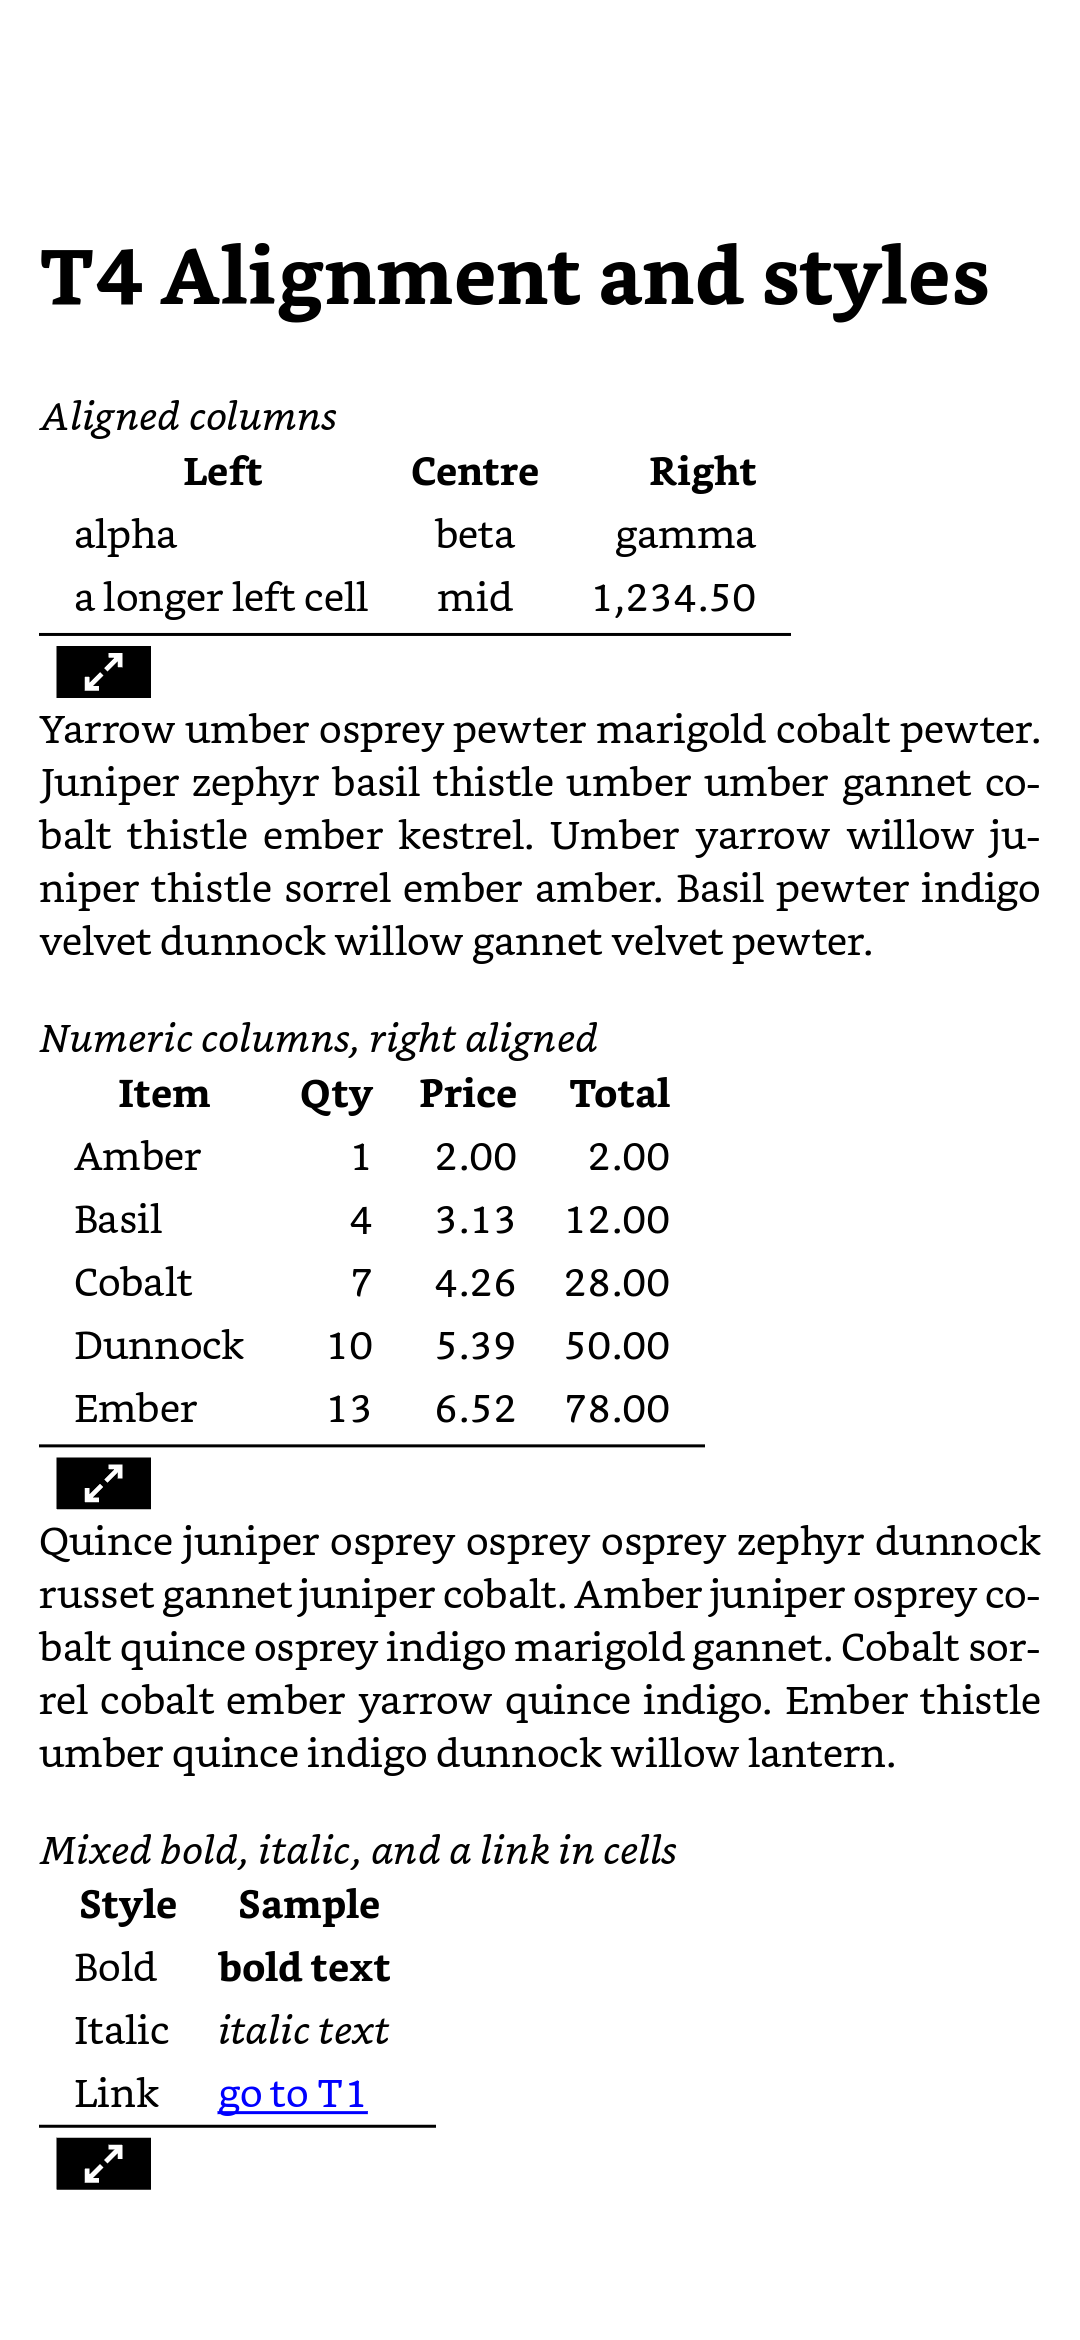 T4 Alignment and styles
Aligned columns
Left Centre Right
alpha beta gamma
a longer left cell mid 1,234.50
Yarrow umber osprey pewter marigold cobalt pewter.
Juniper zephyr basil thistle umber umber gannet co-
balt thistle ember kestrel. Umber yarrow willow ju-
niper thistle sorrel ember amber. Basil pewter indigo
velvet dunnock willow gannet velvet pewter.
Numeric columns, right aligned
Item Qty Price Total
Amber 1 2.00 2.00
Basil 4 3.13 12.00
Cobalt 7 4.26 28.00
Dunnock 10 5.39 50.00
Ember 13 6.52 78.00
Quince juniper osprey osprey osprey zephyr dunnock
russet gannet juniper cobalt. Amber juniper osprey co-
balt quince osprey indigo marigold gannet. Cobalt sor-
rel cobalt ember yarrow quince indigo. Ember thistle
umber quince indigo dunnock willow lantern.
Mixed bold, italic, and a link in cells
Style Sample
Bold bold text
Italic italic text
Link go to T1